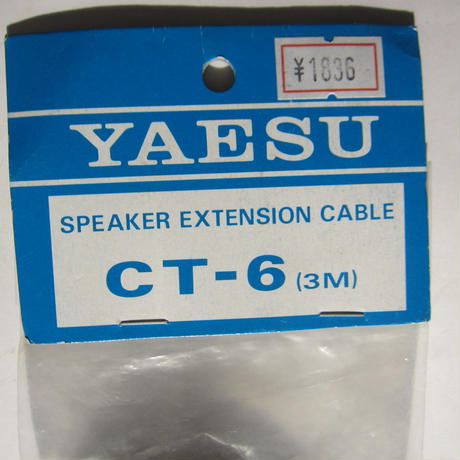 ¥1836
YAESU
SPEAKER EXTENSION CABLE
CT-6 (3M)